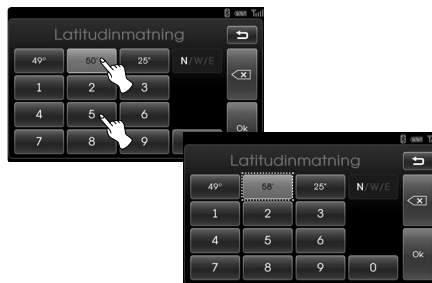 Latitudinmatning
49° 50' 25" N/W/E
1 2 3
4 5 6 Ok
7 8 9
Latitudinmatning
49° 58' 25" N/W/E
1 2 3
4 5 6 Ok
7 8 9 0